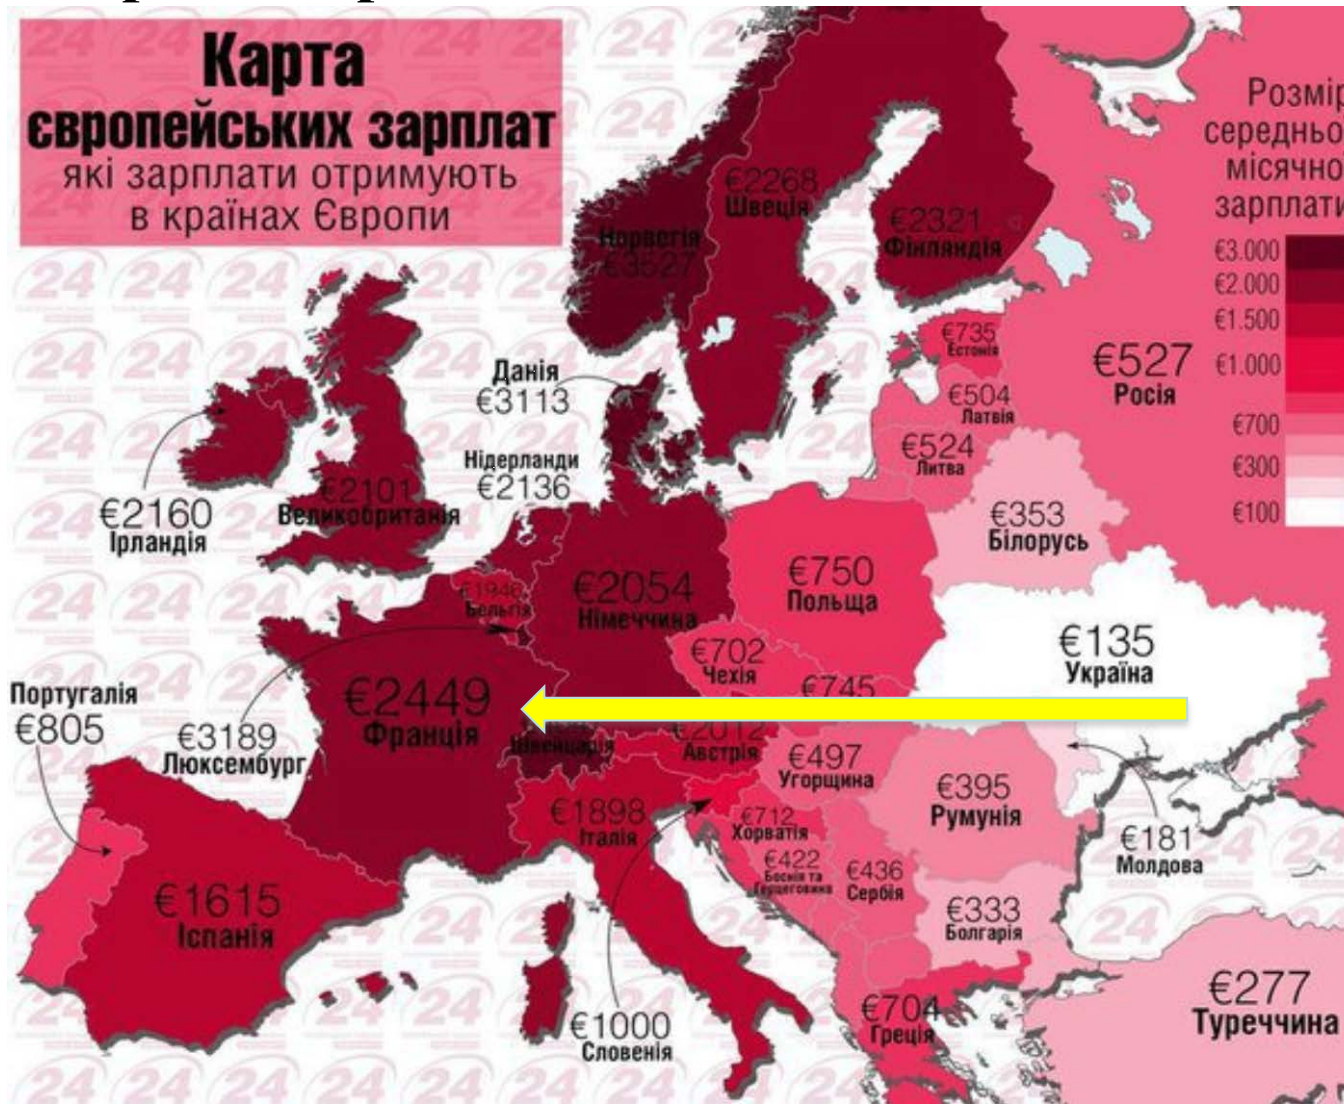 Карта
європейських зарплат
які зарплати отримують
в країнах Європи
Розмір
середньо
місячно
зарплати
€3.000
€2.000
€1.500
€1.000
€700
€300
€100
€2268
Швеція
€2321
Фінляндія
Норвегія
€3527
€735
Естонія
€527
Росія
Данія
€3113
€504
Латвія
€524
Литва
Нідерланди
€2136
€2101
Великобританія
€2160
Ірландія
€353
Білорусь
€1946
Бельгія
€2054
Німеччина
€750
Польща
€135
Україна
€702
Чехія
€745
Португалія
€805
€2449
Франція
€3189
Люксембург
Швейцарія
€2012
Австрія
€497
Угорщина
€395
Румунія
€181
Молдова
€1898
Італія
€712
Хорватія
€422
Боснія та
Герцеговина
€436
Сербія
€333
Болгарія
€1615
Іспанія
€1000
Словенія
€704
Греція
€277
Туреччина
24